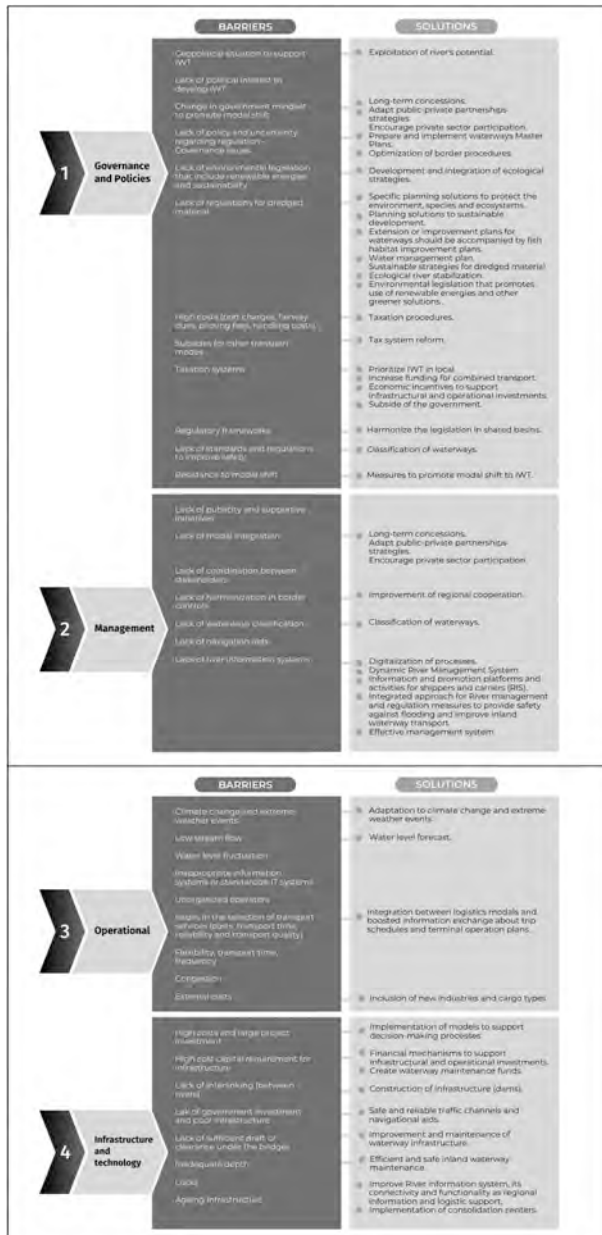 BARRIERS
SOLUTIONS
1
Governance
and Policies
Geopolitical situation to support
IWT
Lack of political interest to
develop IWT
Change in government mindset
to promote modal shift
Lack of policy and uncertainty
regarding regulation -
Governance issues
Lack of environmental legislation
that include renewable energies
and sustainability
Lack of regulations for dredged
material
High costs (port charges, fairway
dues, piloting fees, handling costs)
Subsidies for other transport
modes
Taxation systems
Regulatory frameworks
Lack of standards and regulations
to improve safety
Resistance to modal shift
Exploitation of river's potential.
Long-term concessions.
Adapt public-private partnerships
strategies
Encourage private sector participation.
Prepare and implement waterways Master
Plans.
Optimization of border procedures.
Development and integration of ecological
strategies.
Specific planning solutions to protect the
environment, species and ecosystems.
Planning solutions to sustainable
development.
Extension or improvement plans for
waterways should be accompanied by fish
habitat improvement plans.
Water management plan.
Sustainable strategies for dredged material
Ecological river stabilization.
Environmental legislation that promotes
use of renewable energies and other
greener solutions.
Taxation procedures.
Tax system reform.
Prioritize IWT in local.
Increase funding for combined transport.
Economic incentives to support
infrastructural and operational investments.
Subside of the government.
Harmonize the legislation in shared basins.
Classification of waterways.
Measures to promote modal shift to IWT.
2
Management
Lack of publicity and supportive
initiatives
Lack of modal integration
Lack of coordination between
stakeholders
Lack of harmonization in border
controls
Lack of waterway classification
Lack of navigation aids
Lack of river information systems
Long-term concessions.
Adapt public-private partnerships
strategies.
Encourage private sector participation
Improvement of regional cooperation.
Classification of waterways.
Digitalization of processes.
Dynamic River Management System.
Information and promotion platforms and
activities for shippers and carriers (RIS).
Integrated approach for River management
and regulation measures to provide safety
against flooding and improve inland
waterway transport.
Effective management system
BARRIERS
SOLUTIONS
3
Operational
Climate change and extreme
weather events
Low stream flow
Water level fluctuation
Inappropriate information
systems or standalone IT systems
Unorganized operators
Issues in the selection of transport
services (costs, transport time,
reliability and transport quality)
Flexibility, transport time,
frequency
Congestion
External costs
Adaptation to climate change and extreme
weather events.
Water level forecast.
Integration between logistics modals and
boosted information exchange about trip
schedules and terminal operation plans.
Inclusion of new industries and cargo types
4
Infrastructure
and
technology
High costs and large project
investment
High cost capital requirement for
infrastructure
Lack of interlinking (between
rivers)
Lak of government investment
and poor infrastructure
Lack of sufficient draft or
clearance under the bridges
Inadequate depth
Locks
Ageing infrastructure
Implementation of models to support
decision-making processes.
Financial mechanisms to support
infrastructural and operational investments.
Create waterway maintenance funds.
Construction of infrastructure (dams).
Safe and reliable traffic channels and
navigational aids.
Improvement and maintenance of
waterway infrastructure.
Efficient and safe inland waterway
maintenance.
Improve River information system, its
connectivity and functionality as regional
information and logistic support.
Implementation of consolidation centers.